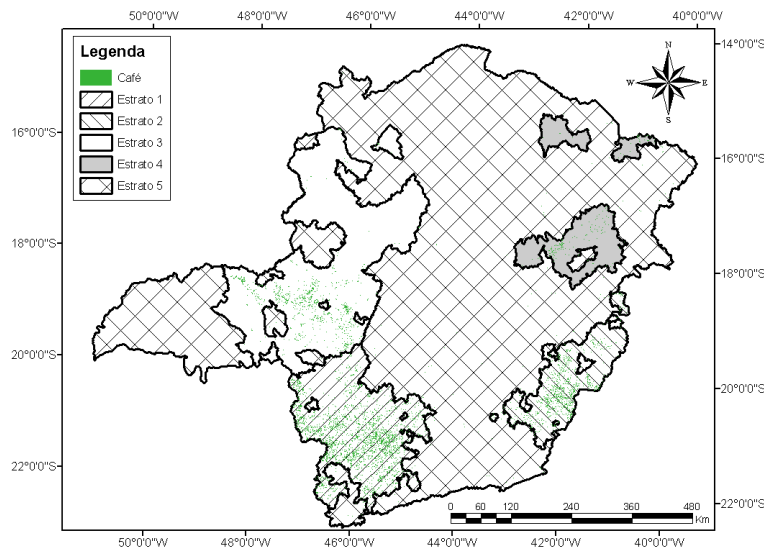 50°0'0"W 48°0'0"W 46°0'0"W 44°0'0"W 42°0'0"W 40°0'0"W
Legenda
Café
Estrato 1
Estrato 2
Estrato 3
Estrato 4
Estrato 5
N
W E
S
14°0'0"S
16°0'0"S 16°0'0"S
18°0'0"S 18°0'0"S
20°0'0"S 20°0'0"S
22°0'0"S 22°0'0"S
0 60 120 240 360 480
Km
50°0'0"W 48°0'0"W 46°0'0"W 44°0'0"W 42°0'0"W 40°0'0"W